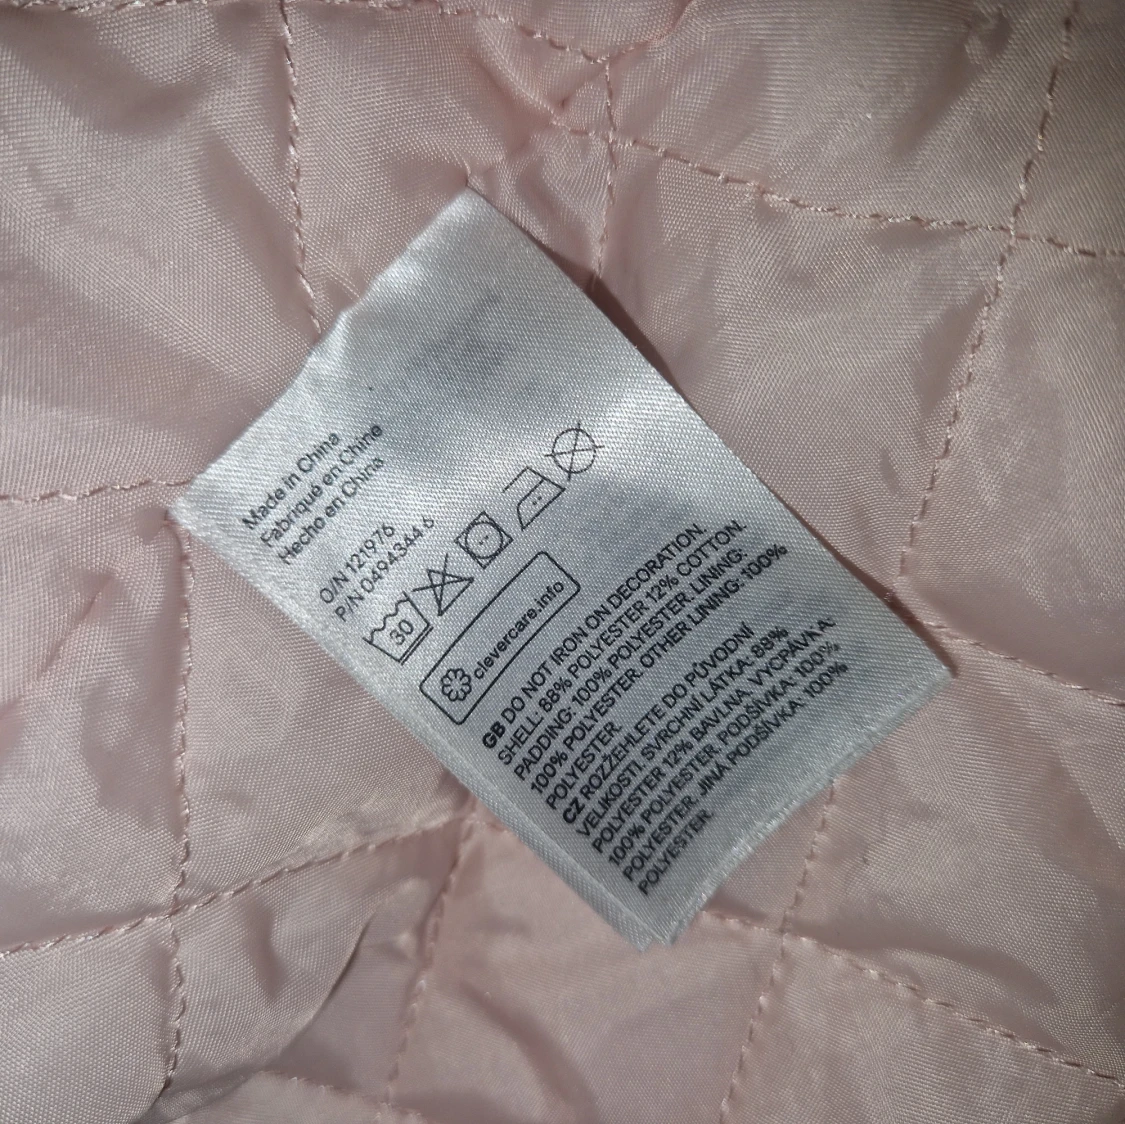 Made in China
Fabriqué en Chine
Hecho en China
O/N 121976
P/N 0494344.6
30
clevercare.info
GB DO NOT IRON ON DECORATION.
SHELL: 88% POLYESTER 12% COTTON.
PADDING: 100% POLYESTER. LINING:
100% POLYESTER. OTHER LINING: 100%
POLYESTER.
CZ ROZŽEHLETE DO PŮVODNÍ
VELIKOSTI. SVRCHNÍ LÁTKA: 88%
POLYESTER 12% BAVLNA. VYCPÁVKA:
100% POLYESTER. PODŠÍVKA: 100%
POLYESTER. JINÁ PODŠÍVKA: 100%
POLYESTER.